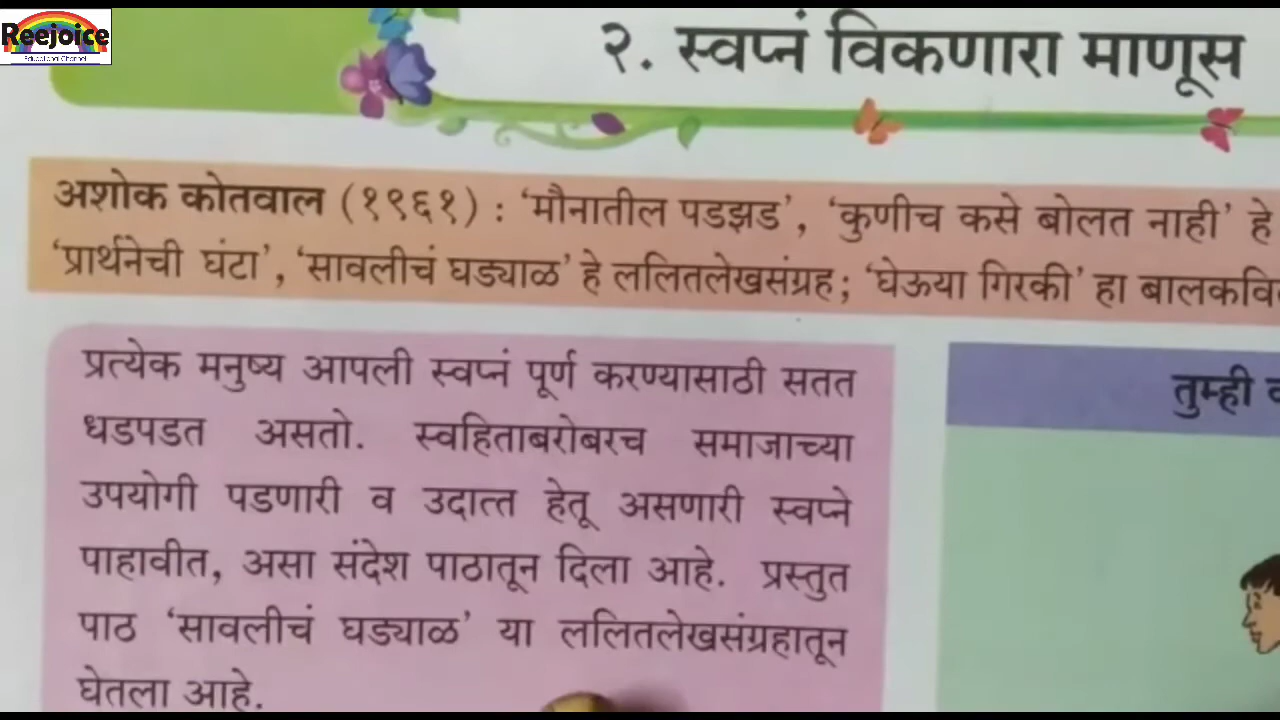 Reejoice
Educational Channel
२. स्वप्नं विकणारा माणूस
अशोक कोतवाल (१९६१) : ‘मौनातील पडझड’, ‘कुणीच कसे बोलत नाही’ हे
‘प्रार्थनेची घंटा’, ‘सावलीचं घड्याळ’ हे ललितलेखसंग्रह; ‘घेऊया गिरकी’ हा
प्रत्येक मनुष्य आपली स्वप्नं पूर्ण करण्यासाठी सतत
धडपडत असतो. स्वहिताबरोबरच समाजाच्या
उपयोगी पडणारी व उदात्त हेतू असणारी स्वप्ने
पाहावीत, असा संदेश पाठातून दिला आहे. प्रस्तुत
पाठ ‘सावलीचं घड्याळ’ या ललितलेखसंग्रहातून
घेतला आहे.
तुम्ही